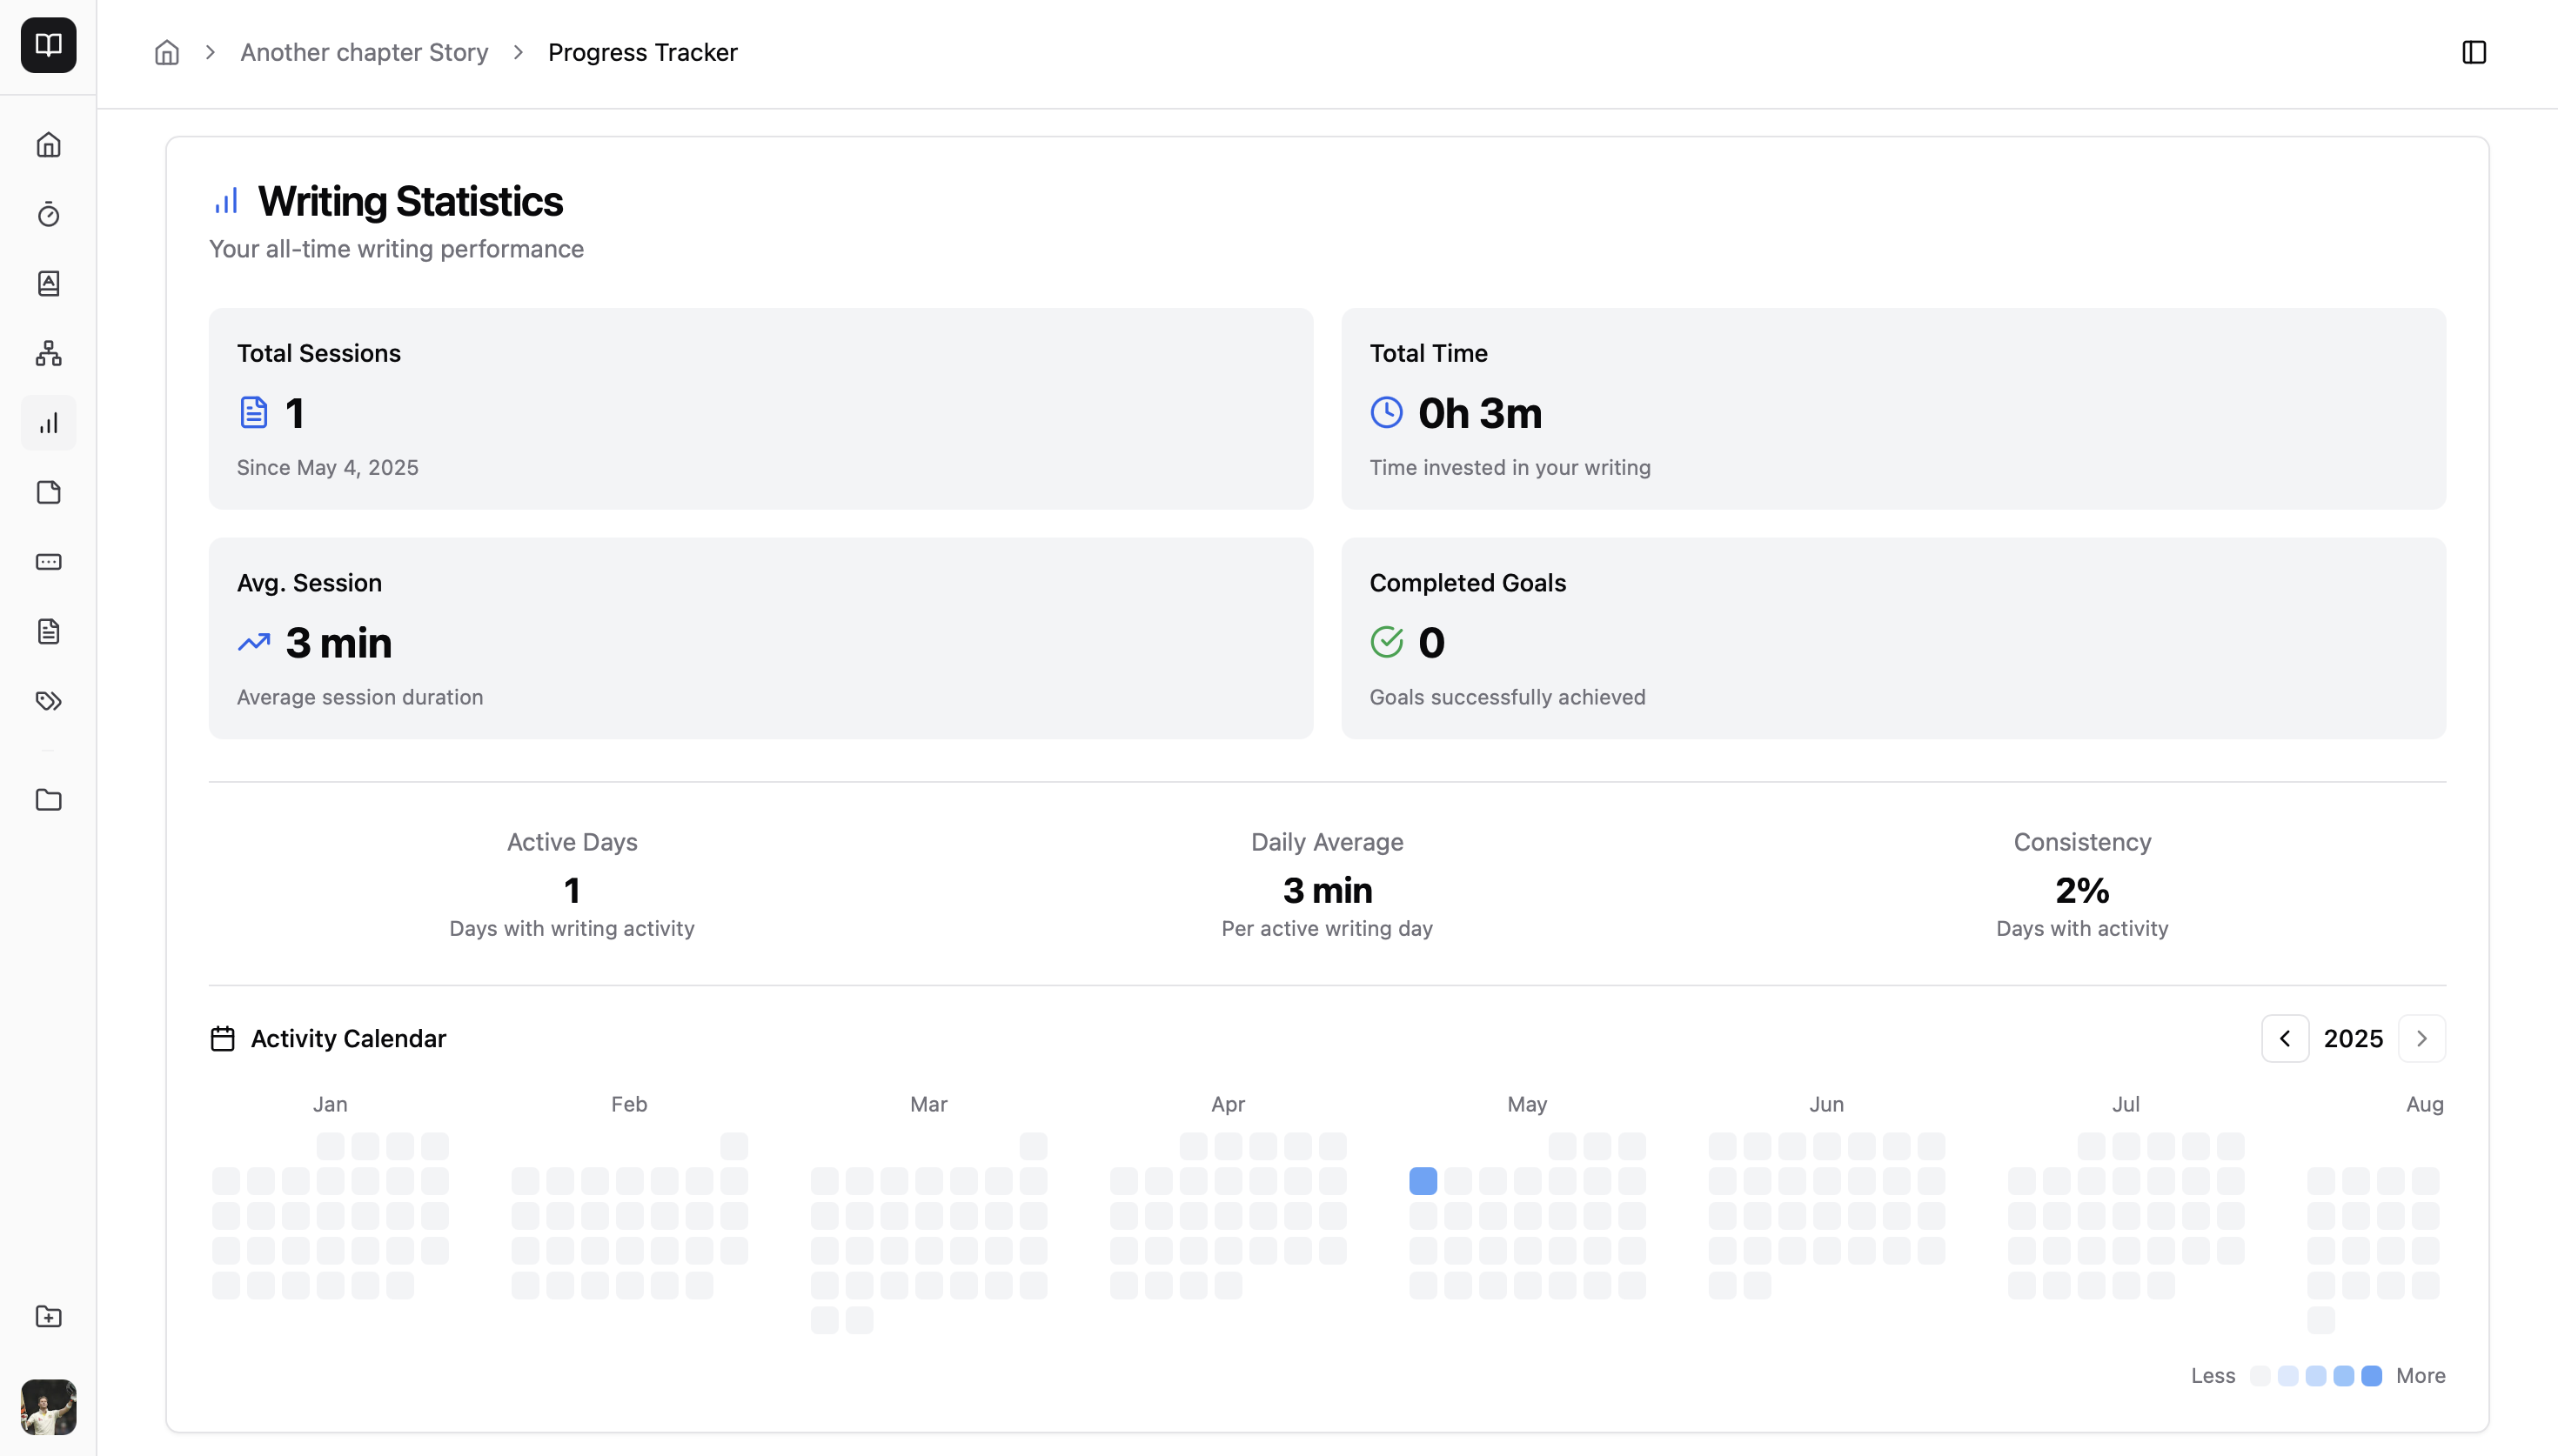 Another chapter Story
Progress Tracker
Writing Statistics
Your all-time writing performance
Total Sessions
1
Since May 4, 2025
Total Time
0h 3m
Time invested in your writing
Avg. Session
3 min
Average session duration
Completed Goals
0
Goals successfully achieved
Active Days
1
Days with writing activity
Daily Average
3 min
Per active writing day
Consistency
2%
Days with activity
Activity Calendar
2025
Jan Feb Mar Apr May Jun Jul Aug
Less More